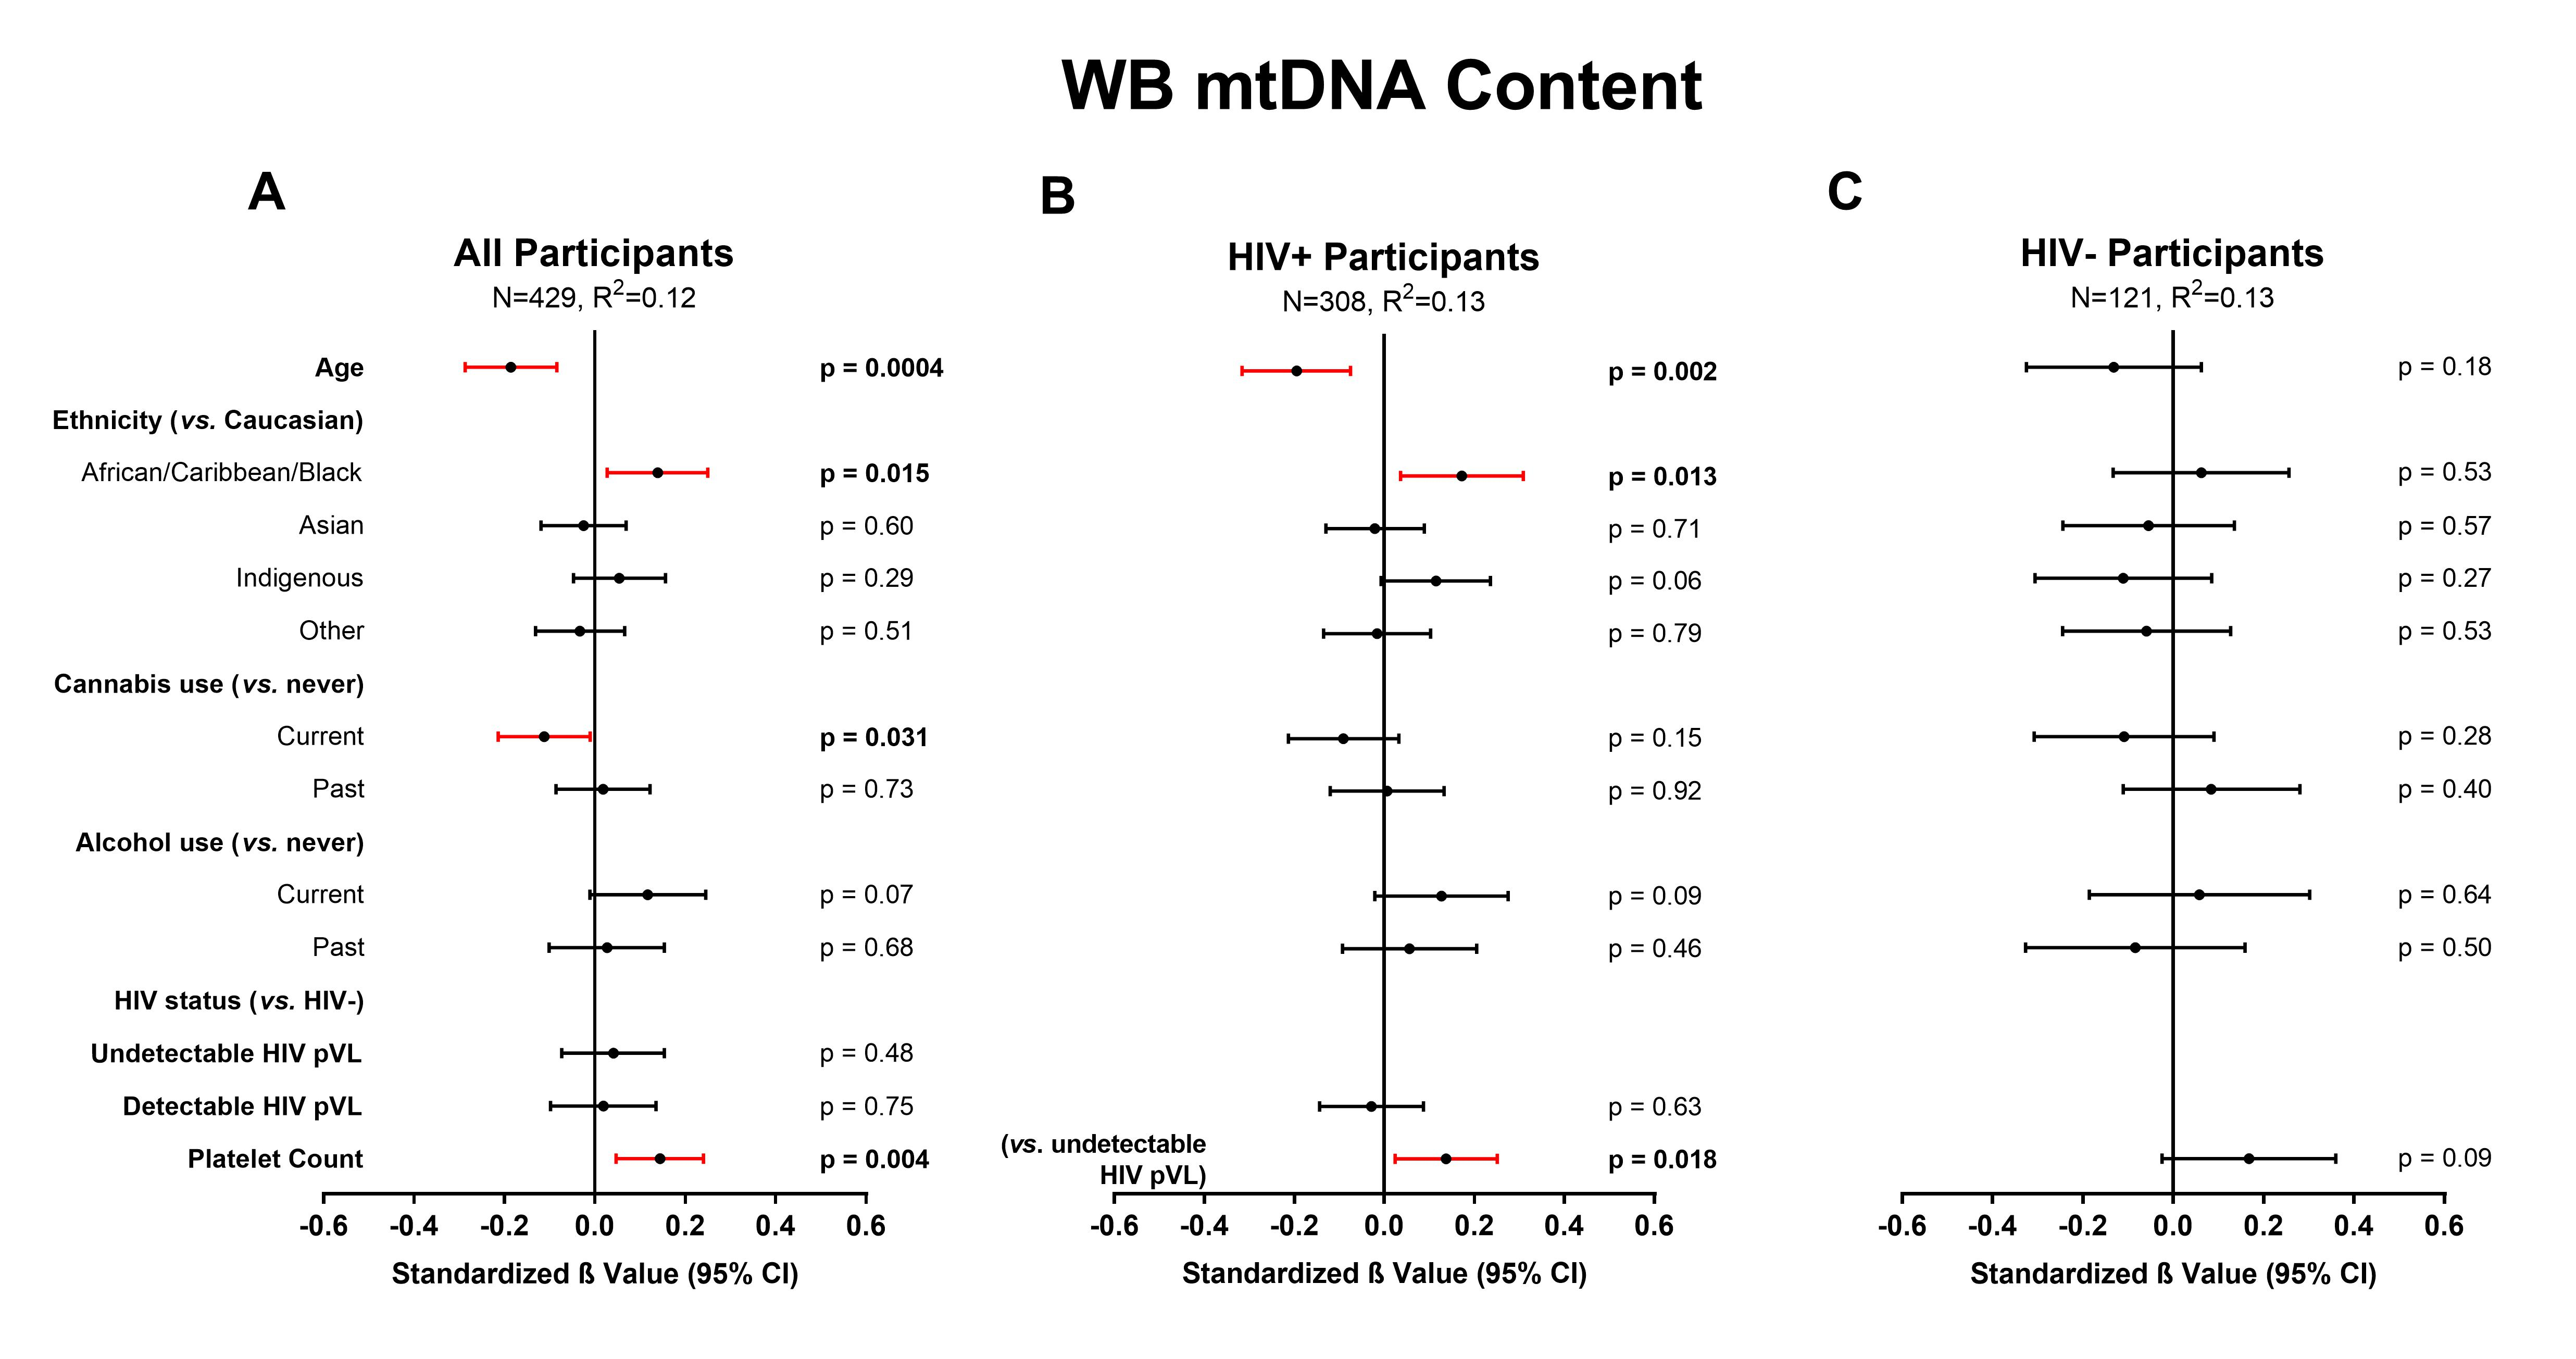 WB mtDNA Content
A
All Participants
N=429, R2=0.12
Age
Ethnicity (vs. Caucasian)
African/Caribbean/Black
Asian
Indigenous
Other
Cannabis use (vs. never)
Current
Past
Alcohol use (vs. never)
Current
Past
HIV status (vs. HIV-)
Undetectable HIV pVL
Detectable HIV pVL
Platelet Count
p = 0.0004
p = 0.015
p = 0.60
p = 0.29
p = 0.51
p = 0.031
p = 0.73
p = 0.07
p = 0.68
p = 0.48
p = 0.75
p = 0.004
-0.6 -0.4 -0.2 0.0 0.2 0.4 0.6
Standardized ß Value (95% CI)
B
HIV+ Participants
N=308, R2=0.13
p = 0.002
p = 0.013
p = 0.71
p = 0.06
p = 0.79
p = 0.15
p = 0.92
p = 0.09
p = 0.46
p = 0.63
p = 0.018
(vs. undetectable
HIV pVL)
-0.6 -0.4 -0.2 0.0 0.2 0.4 0.6
Standardized ß Value (95% CI)
C
HIV- Participants
N=121, R2=0.13
p = 0.18
p = 0.53
p = 0.57
p = 0.27
p = 0.53
p = 0.28
p = 0.40
p = 0.64
p = 0.50
p = 0.09
-0.6 -0.4 -0.2 0.0 0.2 0.4 0.6
Standardized ß Value (95% CI)